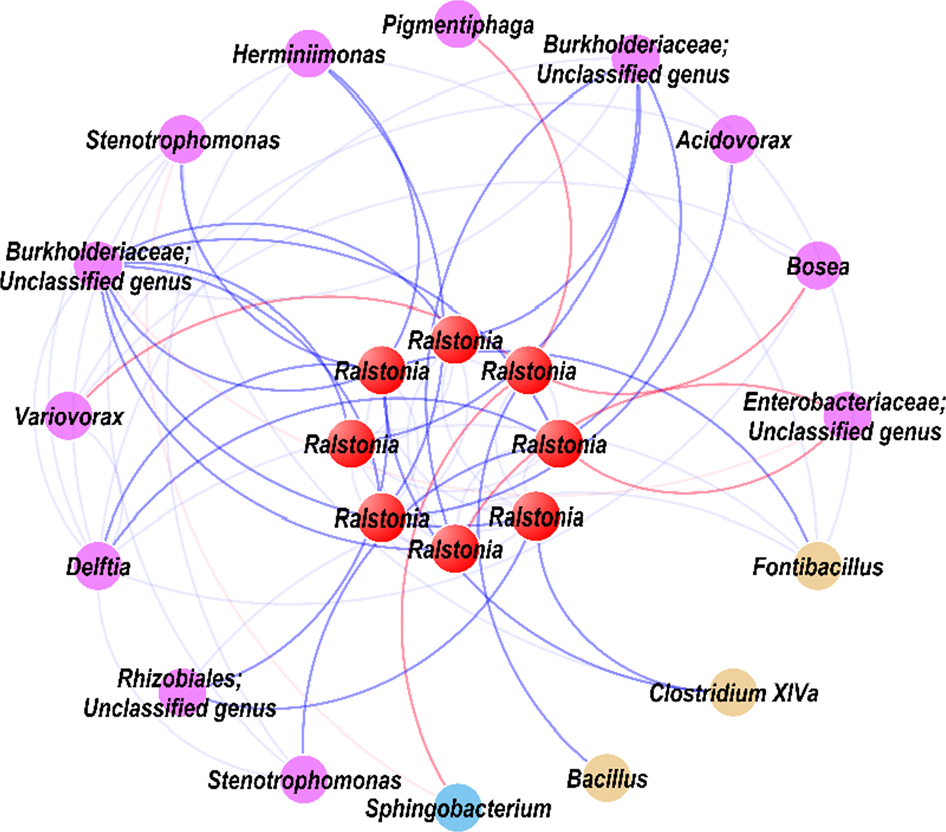 Pigmentiphaga
Herminiimonas
Burkholderiaceae;
Unclassified genus
Stenotrophomonas
Acidovorax
Burkholderiaceae;
Unclassified genus
Bosea
Ralstonia
Ralstonia
Ralstonia
Variovorax
Enterobacteriaceae;
Unclassified genus
Ralstonia
Ralstonia
Ralstonia
Ralstonia
Ralstonia
Delftia
Fontibacillus
Rhizobiales;
Unclassified genus
Clostridium XIVa
Stenotrophomonas
Bacillus
Sphingobacterium